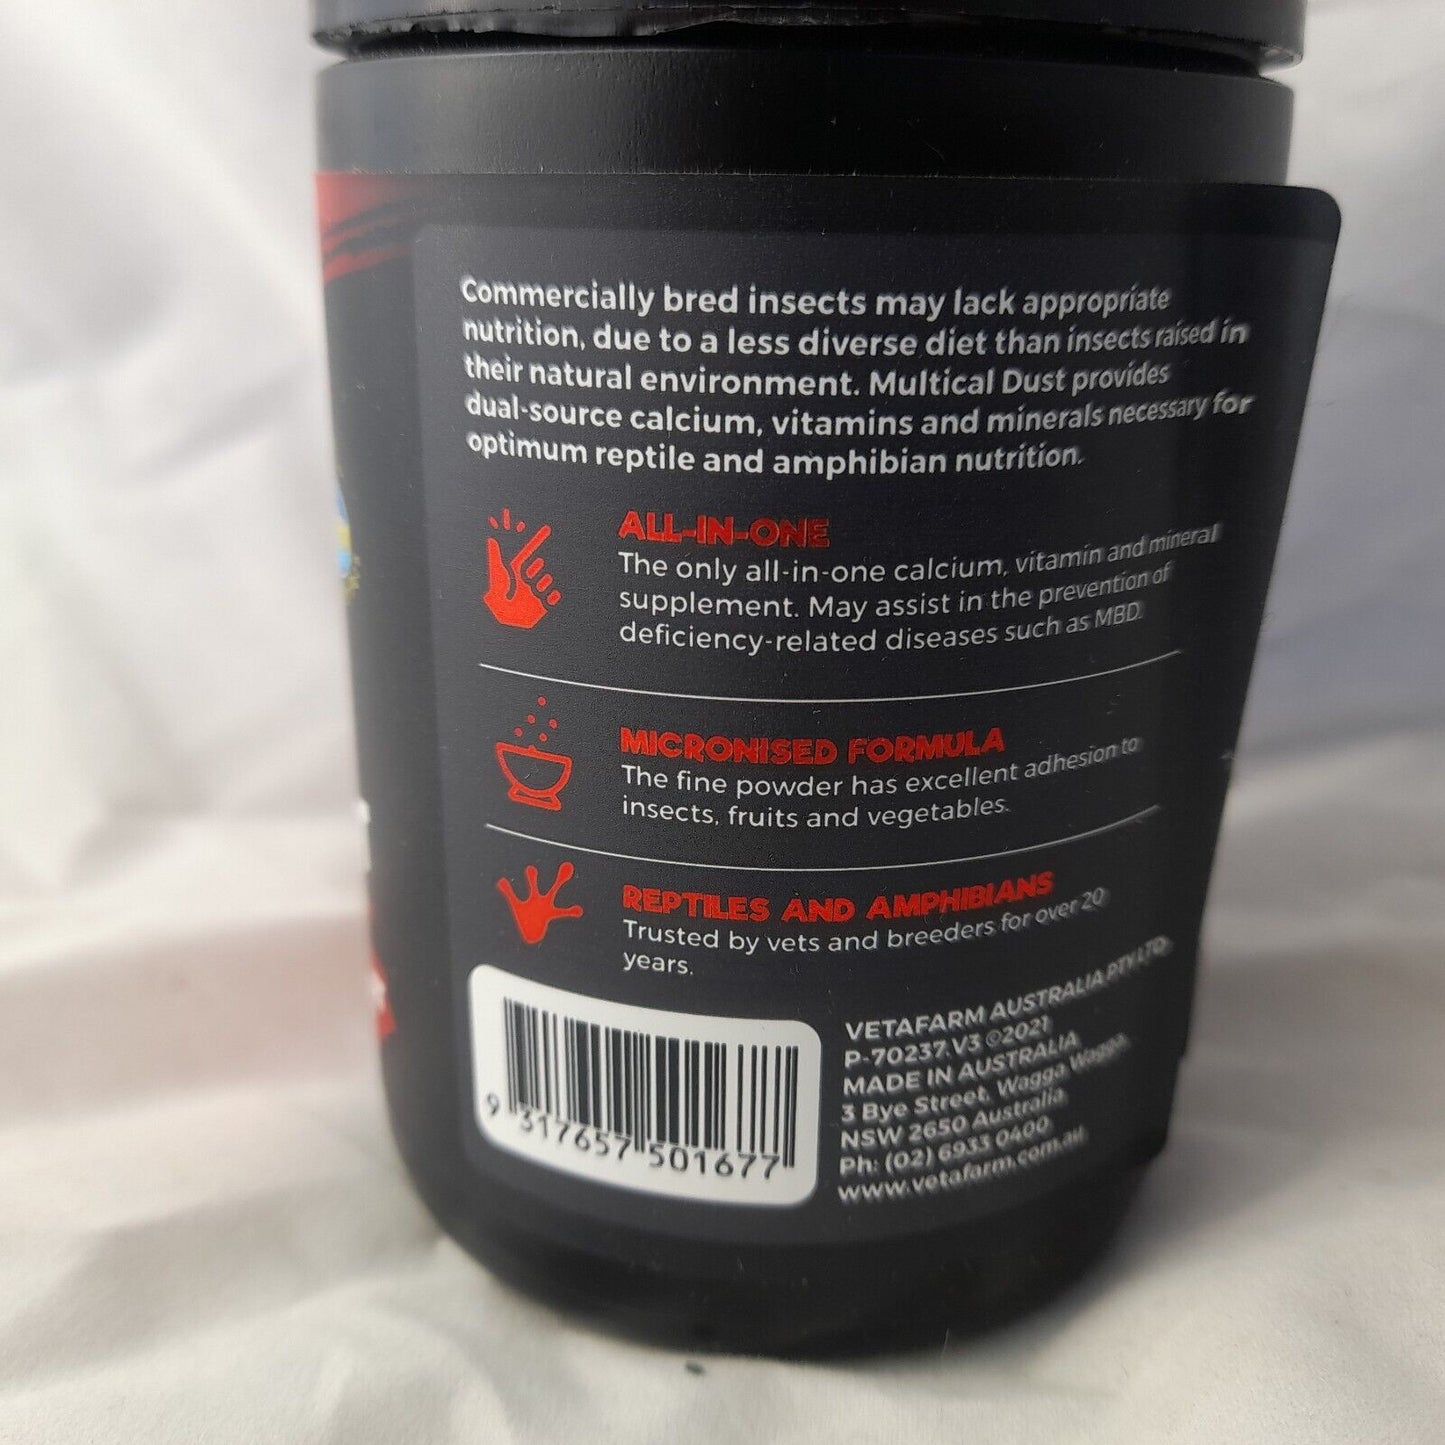 Commercially bred insects may lack appropriate
nutrition, due to a less diverse diet than insects raised in
their natural environment. Multical Dust provides
dual-source calcium, vitamins and minerals necessary for
optimum reptile and amphibian nutrition.
ALL-IN-ONE
The only all-in-one calcium, vitamin and mineral
supplement. May assist in the prevention of
deficiency-related diseases such as MBD.
MICRONISED FORMULA
The fine powder has excellent adhesion to
insects, fruits and vegetables.
REPTILES AND AMPHIBIANS
Trusted by vets and breeders for over 20
years.
9 317657 501677
VETAFARM AUSTRALIA PTY LTD
P-70237.V3 ©2021
MADE IN AUSTRALIA
3 Bye Street, Wagga Wagga,
NSW 2650 Australia
Ph: (02) 6933 0400
www.vetafarm.com.au